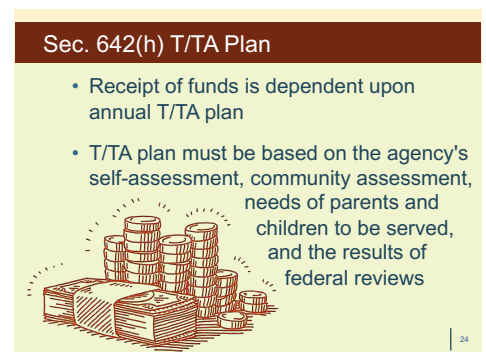 Sec. 642(h) T/TA Plan
• Receipt of funds is dependent upon
annual T/TA plan
• T/TA plan must be based on the agency's
self-assessment, community assessment,
needs of parents and
children to be served,
and the results of
federal reviews
24